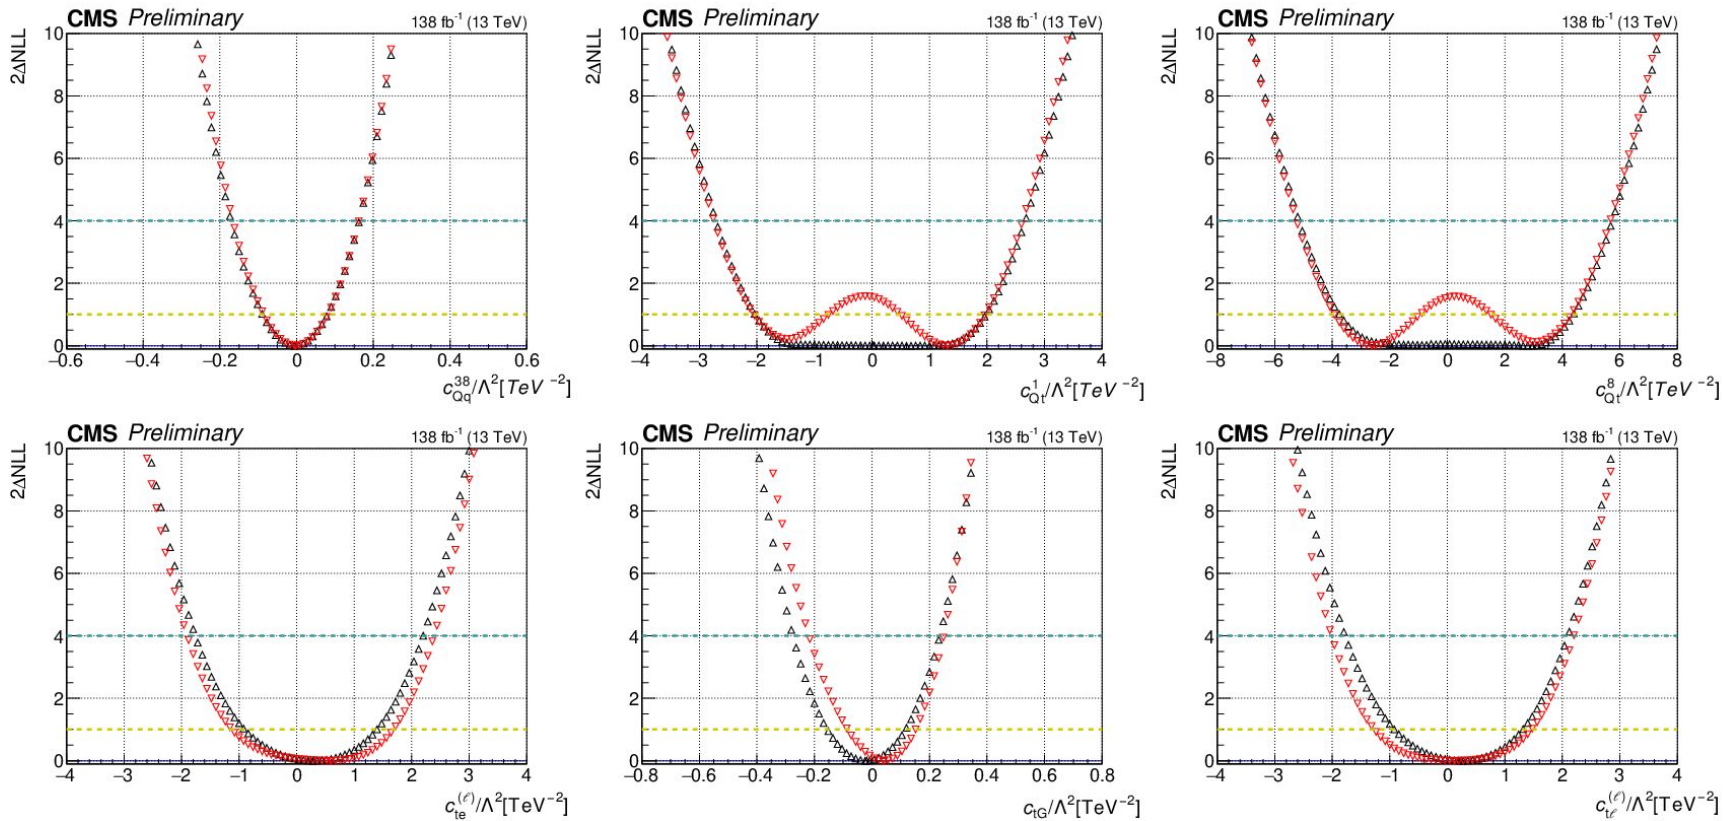 CMS Preliminary 138 fb⁻¹ (13 TeV)
2ΔNLL
10
8
6
4
2
0
−0.6 −0.4 −0.2 0 0.2 0.4 0.6
c_Qq^38/Λ²[TeV⁻²]
CMS Preliminary 138 fb⁻¹ (13 TeV)
2ΔNLL
10
8
6
4
2
0
−4 −3 −2 −1 0 1 2 3 4
c_Qt^1/Λ²[TeV⁻²]
CMS Preliminary 138 fb⁻¹ (13 TeV)
2ΔNLL
10
8
6
4
2
0
−8 −6 −4 −2 0 2 4 6 8
c_Qt^8/Λ²[TeV⁻²]
CMS Preliminary 138 fb⁻¹ (13 TeV)
2ΔNLL
10
8
6
4
2
0
−4 −3 −2 −1 0 1 2 3 4
c_te^(ℓ)/Λ²[TeV⁻²]
CMS Preliminary 138 fb⁻¹ (13 TeV)
2ΔNLL
10
8
6
4
2
0
−0.8 −0.6 −0.4 −0.2 0 0.2 0.4 0.6 0.8
c_tG/Λ²[TeV⁻²]
CMS Preliminary 138 fb⁻¹ (13 TeV)
2ΔNLL
10
8
6
4
2
0
−4 −3 −2 −1 0 1 2 3 4
c_tℓ^(ℓ)/Λ²[TeV⁻²]